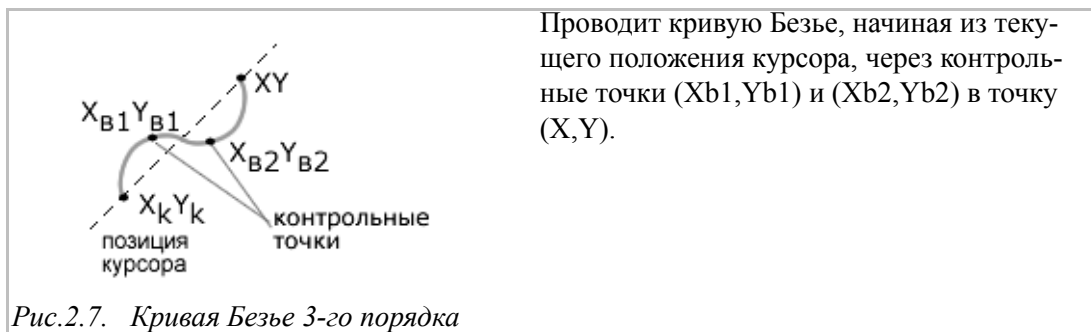 Проводит кривую Безье, начиная из теку-
щего положения курсора, через контроль-
ные точки (Xb1,Yb1) и (Xb2,Yb2) в точку
(X,Y).
XY
XB1YB1
XB2YB2
XkYk
контрольные
точки
позиция
курсора
Рис.2.7. Кривая Безье 3-го порядка